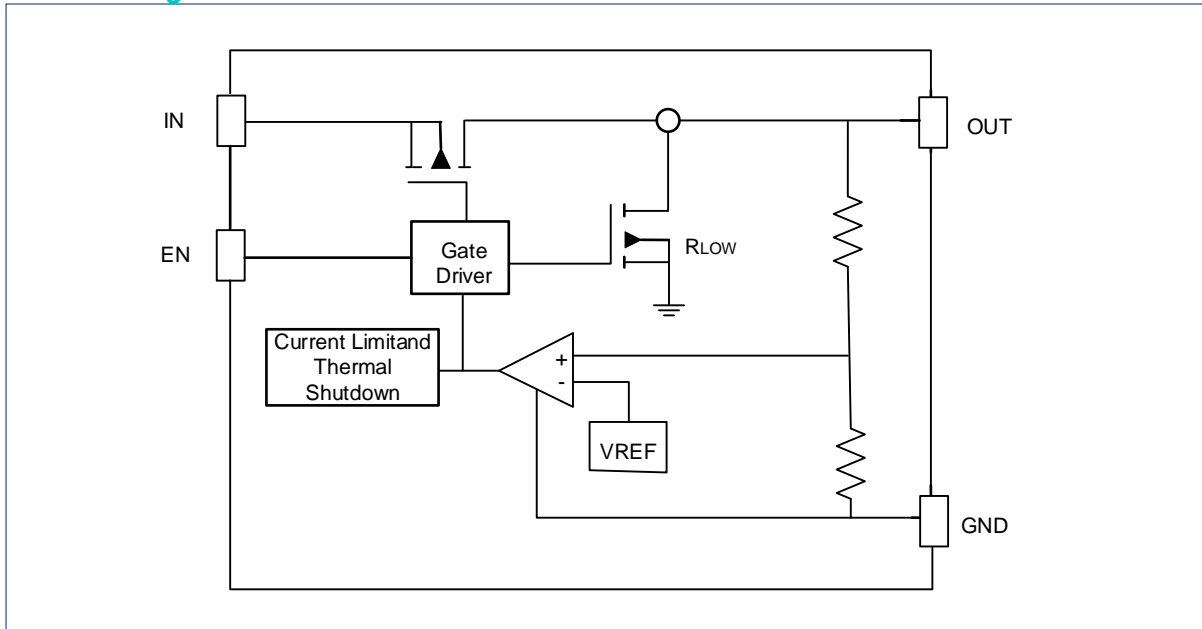 IN
OUT
EN
Gate
Driver
RLOW
Current Limitand
Thermal
Shutdown
+
-
VREF
GND